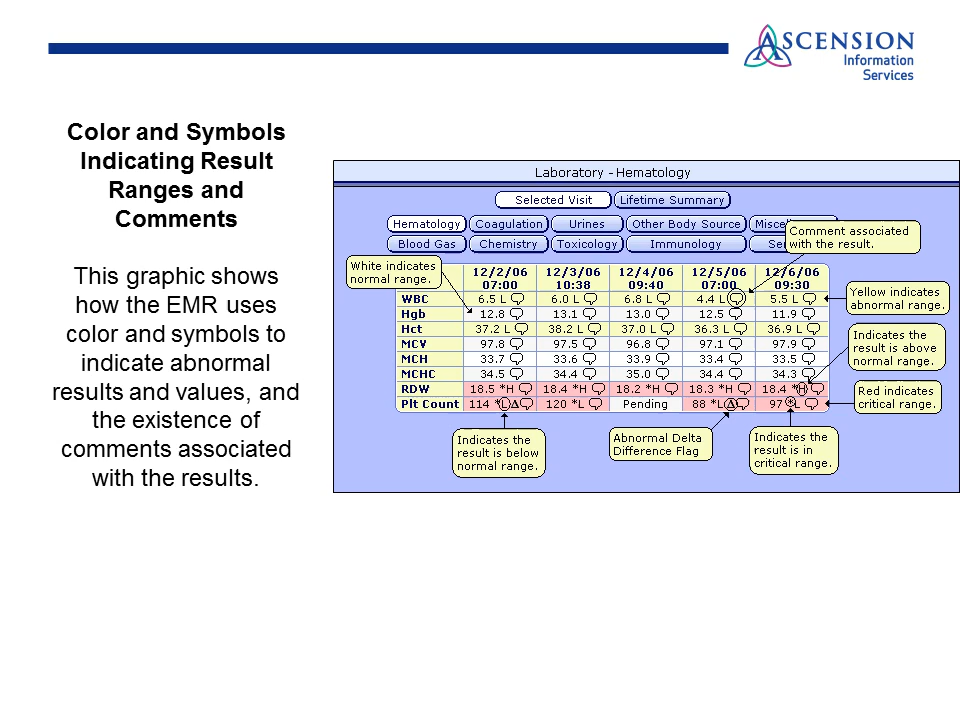 ASCENSION
Information
Services
Color and Symbols
Indicating Result
Ranges and
Comments
This graphic shows
how the EMR uses
color and symbols to
indicate abnormal
results and values, and
the existence of
comments associated
with the results.
Laboratory - Hematology
Selected Visit Lifetime Summary
Hematology Coagulation Urines Other Body Source
Blood Gas Chemistry Toxicology Immunology
Comment associated
with the result.
White indicates
normal range.
12/2/06 12/3/06 12/4/06 12/5/06 12/6/06
07:00 10:38 09:40 07:00 09:30
WBC 6.5 L 6.0 L 6.8 L 4.4 L 5.5 L
Hgb 12.8 13.1 13.0 12.5 11.9
Hct 37.2 L 38.2 L 37.0 L 36.3 L 36.9 L
MCV 97.8 97.5 96.8 97.1 97.9
MCH 33.7 33.6 33.9 33.4 33.5
MCHC 34.5 34.4 35.0 34.2 34.3
RDW 18.5 *H 18.4 *H 18.2 *H 18.3 *H 18.4 *H
Plt Count 114 *L Δ 120 *L Pending 88 *L Δ 97 *L
Yellow indicates
abnormal range.
Indicates the
result is above
normal range.
Red indicates
critical range.
Indicates the
result is below
normal range.
Abnormal Delta
Difference Flag
Indicates the
result is in
critical range.